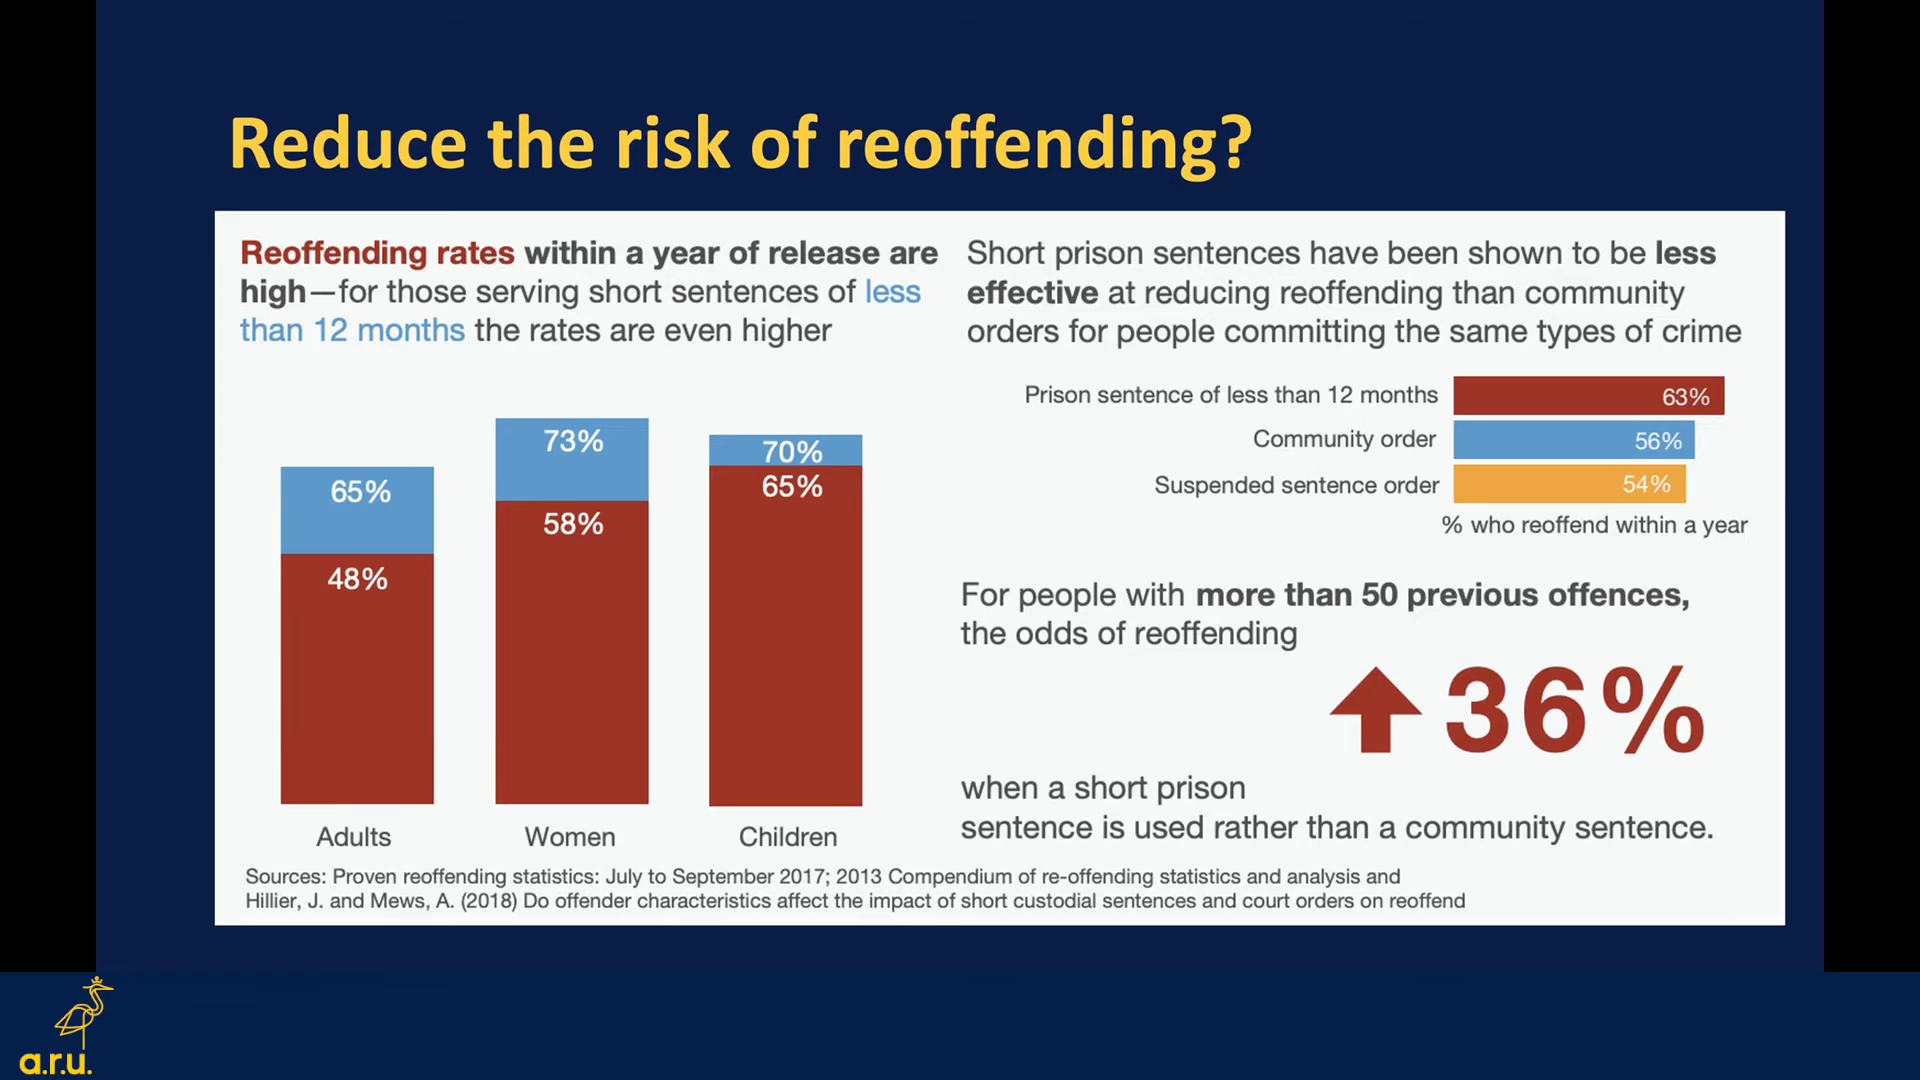 Reduce the risk of reoffending?
Reoffending rates within a year of release are
high—for those serving short sentences of less
than 12 months the rates are even higher
65%
48%
Adults
73%
58%
Women
70%
65%
Children
Short prison sentences have been shown to be less
effective at reducing reoffending than community
orders for people committing the same types of crime
Prison sentence of less than 12 months 63%
Community order 56%
Suspended sentence order 54%
% who reoffend within a year
For people with more than 50 previous offences,
the odds of reoffending
36%
when a short prison
sentence is used rather than a community sentence.
Sources: Proven reoffending statistics: July to September 2017; 2013 Compendium of re-offending statistics and analysis and
Hillier, J. and Mews, A. (2018) Do offender characteristics affect the impact of short custodial sentences and court orders on reoffend
a.r.u.